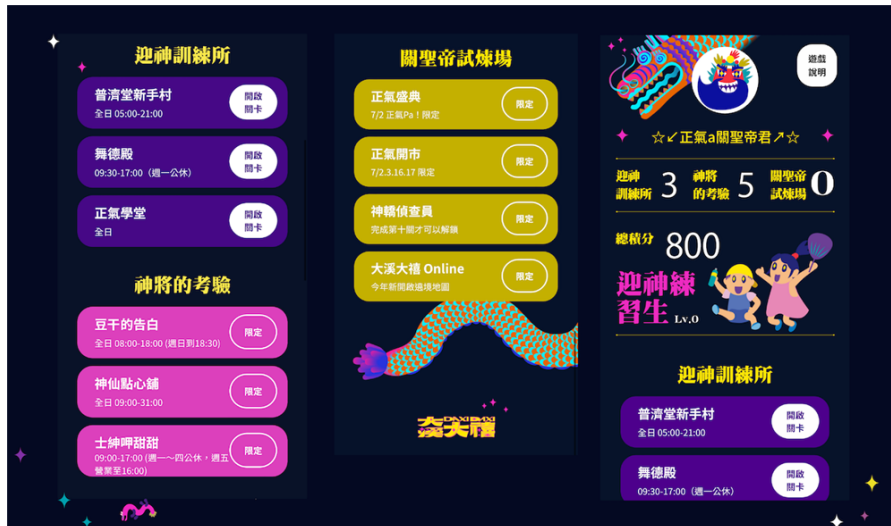 迎神訓練所
普濟堂新手村
全日 05:00-21:00
開啟
關卡
舞德殿
09:30-17:00（週一公休）
開啟
關卡
正氣學堂
全日
開啟
關卡
神將的考驗
豆干的告白
全日 08:00-18:00 (週日到18:30)
限定
神仙點心舖
全日 09:00-31:00
限定
士紳呷甜甜
09:00-17:00 (週一～四公休，週五
營業至16:00)
限定
關聖帝試煉場
正氣盛典
7/2 正氣Pa！限定
限定
正氣開市
7/2.3.16.17 限定
限定
神轎偵查員
完成第十關才可以解鎖
限定
大溪大禧 Online
今年新開啟遶境地圖
限定
DAXIDAXI
大溪大禧
遊戲
說明
☆↙正氣a關聖帝君↗☆
迎神
訓練所 3
神將
的考驗 5
關聖帝
試煉場 0
總積分 800
迎神練
習生 Lv.0
迎神訓練所
普濟堂新手村
全日 05:00-21:00
開啟
關卡
舞德殿
09:30-17:00（週一公休）
開啟
關卡